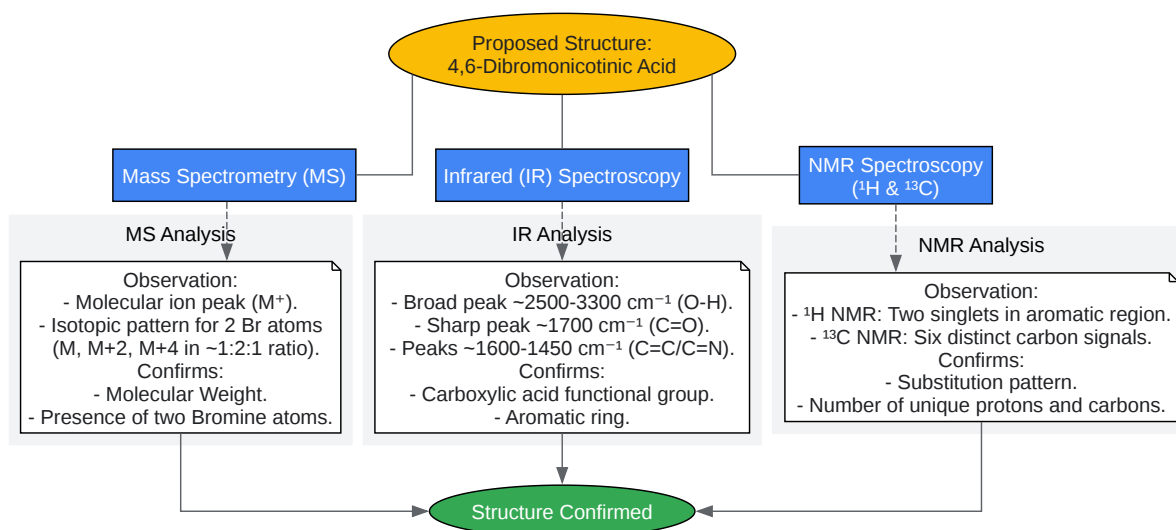 Proposed Structure:
4,6-Dibromonicotinic Acid
Mass Spectrometry (MS)
Infrared (IR) Spectroscopy
NMR Spectroscopy
(¹H & ¹³C)
MS Analysis
Observation:
- Molecular ion peak (M⁺).
- Isotopic pattern for 2 Br atoms
(M, M+2, M+4 in ~1:2:1 ratio).
Confirms:
- Molecular Weight.
- Presence of two Bromine atoms.
IR Analysis
Observation:
- Broad peak ~2500-3300 cm⁻¹ (O-H).
- Sharp peak ~1700 cm⁻¹ (C=O).
- Peaks ~1600-1450 cm⁻¹ (C=C/C=N).
Confirms:
- Carboxylic acid functional group.
- Aromatic ring.
NMR Analysis
Observation:
- ¹H NMR: Two singlets in aromatic region.
- ¹³C NMR: Six distinct carbon signals.
Confirms:
- Substitution pattern.
- Number of unique protons and carbons.
Structure Confirmed